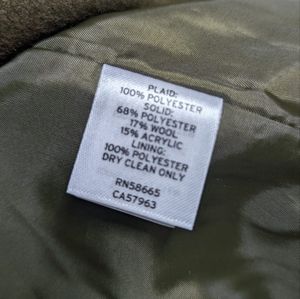 PLAID:
100% POLYESTER
SOLID:
68% POLYESTER
17% WOOL
15% ACRYLIC
LINING:
100% POLYESTER
DRY CLEAN ONLY
RN58665
CA57963